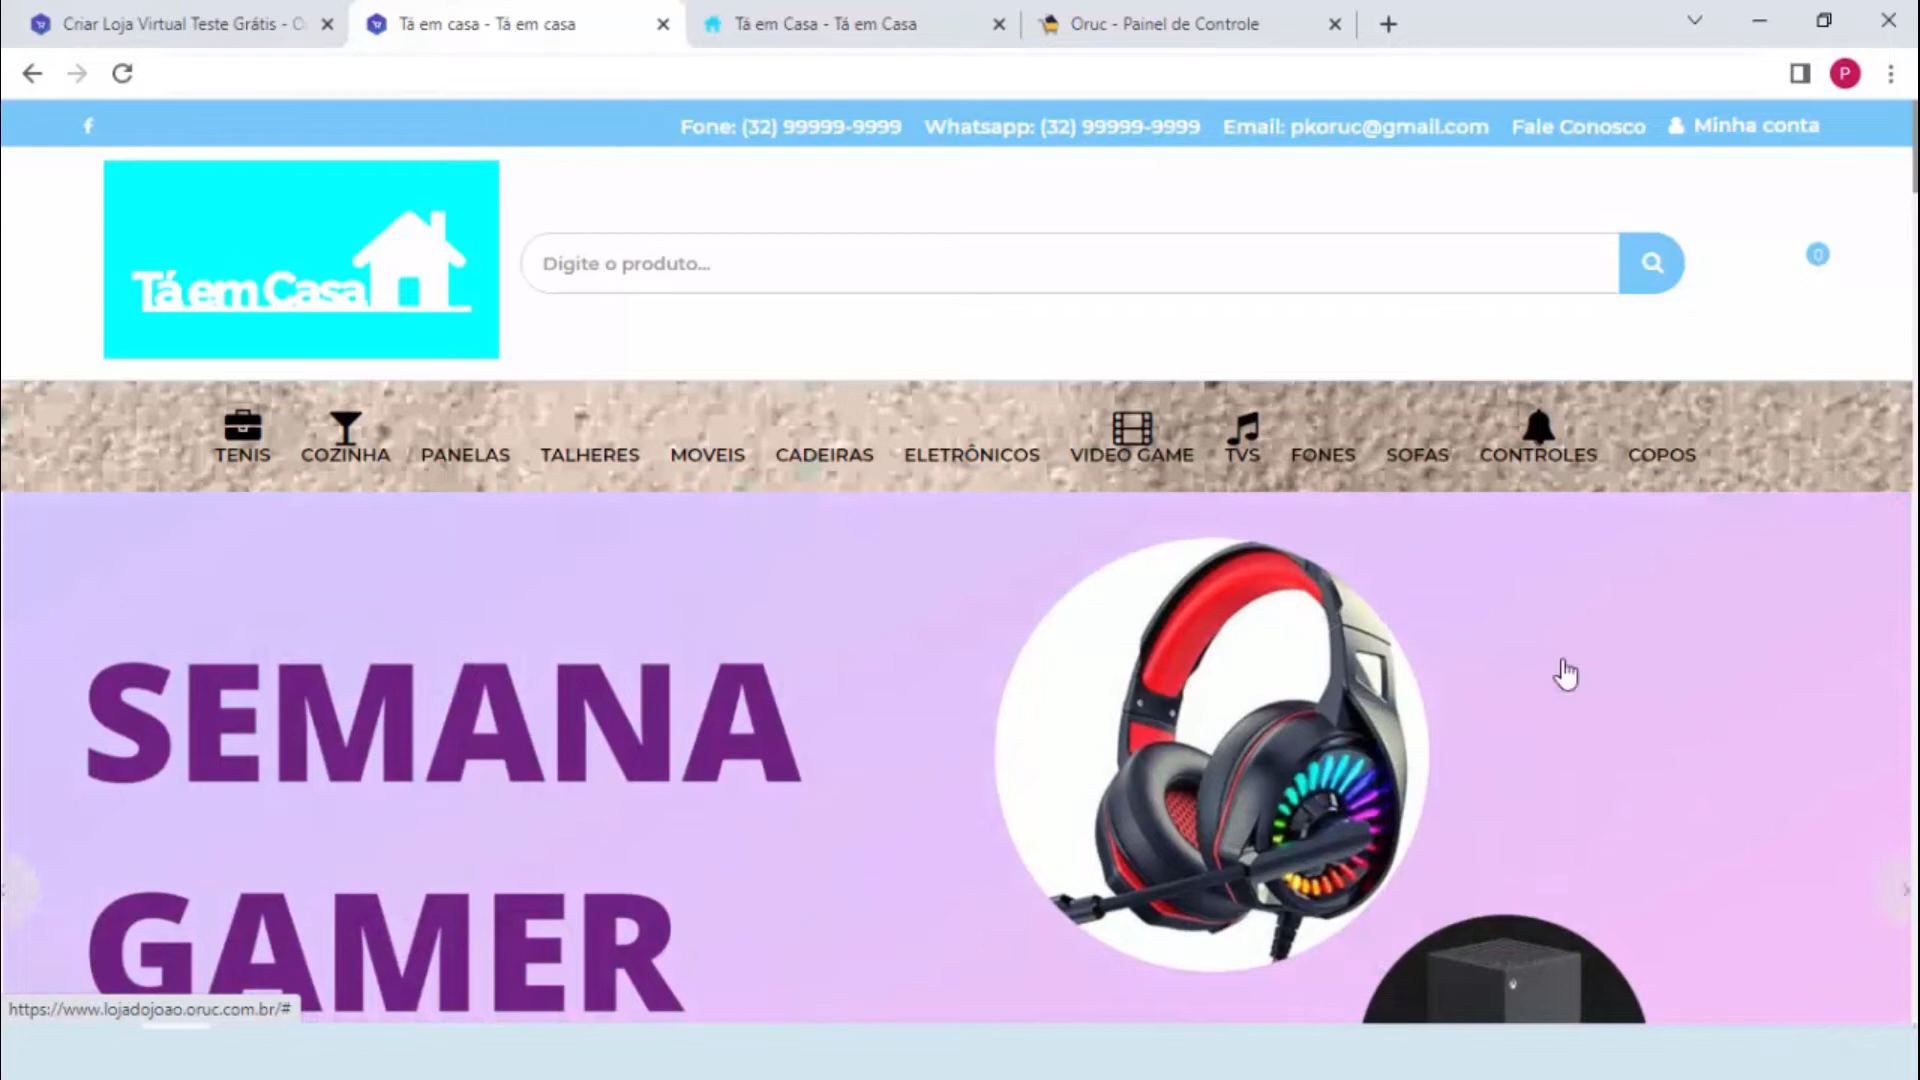 Criar Loja Virtual Teste Grátis - O
Tá em casa - Tá em casa
Tá em Casa - Tá em Casa
Oruc - Painel de Controle
P
Fone: (32) 99999-9999 Whatsapp: (32) 99999-9999 Email: pkoruc@gmail.com Fale Conosco Minha conta
Tá em Casa
Digite o produto...
0
TENIS COZINHA PANELAS TALHERES MOVEIS CADEIRAS ELETRÔNICOS VIDEO GAME TVS FONES SOFAS CONTROLES COPOS
SEMANA
GAMER
https://www.lojadojoao.oruc.com.br/#